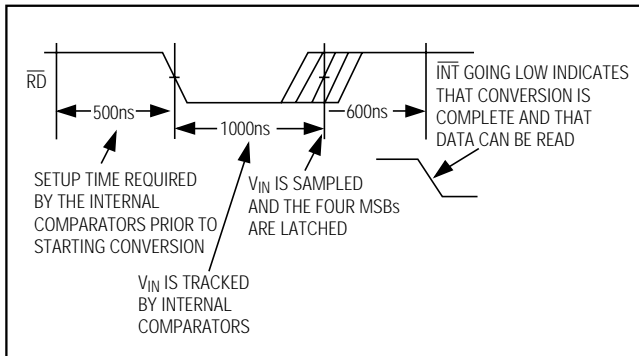 RD
500ns
1000ns
600ns
INT GOING LOW INDICATES
THAT CONVERSION IS
COMPLETE AND THAT
DATA CAN BE READ
SETUP TIME REQUIRED
BY THE INTERNAL
COMPARATORS PRIOR TO
STARTING CONVERSION
VIN IS SAMPLED
AND THE FOUR MSBs
ARE LATCHED
VIN IS TRACKED
BY INTERNAL
COMPARATORS